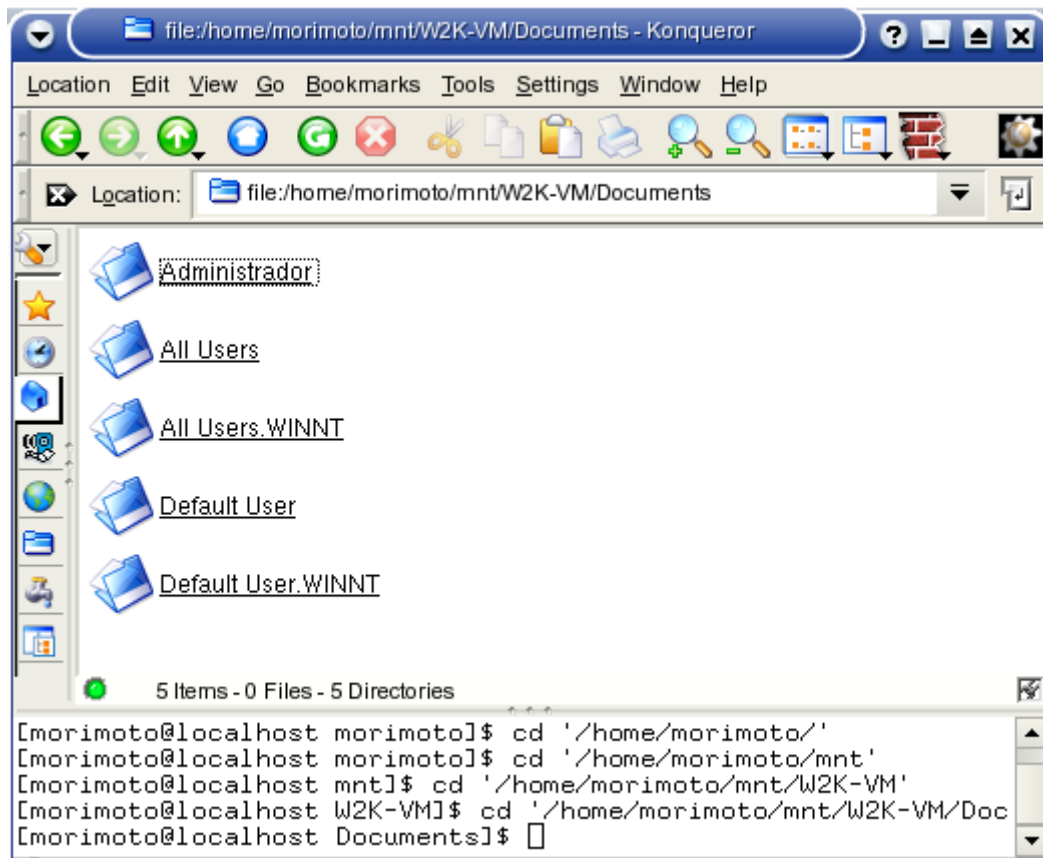 file:/home/morimoto/mnt/W2K-VM/Documents - Konqueror
Location Edit View Go Bookmarks Tools Settings Window Help
Location: file:/home/morimoto/mnt/W2K-VM/Documents
Administrador
All Users
All Users.WINNT
Default User
Default User.WINNT
5 Items - 0 Files - 5 Directories
[morimoto@localhost morimoto]$ cd '/home/morimoto/'
[morimoto@localhost morimoto]$ cd '/home/morimoto/mnt'
[morimoto@localhost mnt]$ cd '/home/morimoto/mnt/W2K-VM'
[morimoto@localhost W2K-VM]$ cd '/home/morimoto/mnt/W2K-VM/Doc
[morimoto@localhost Documents]$